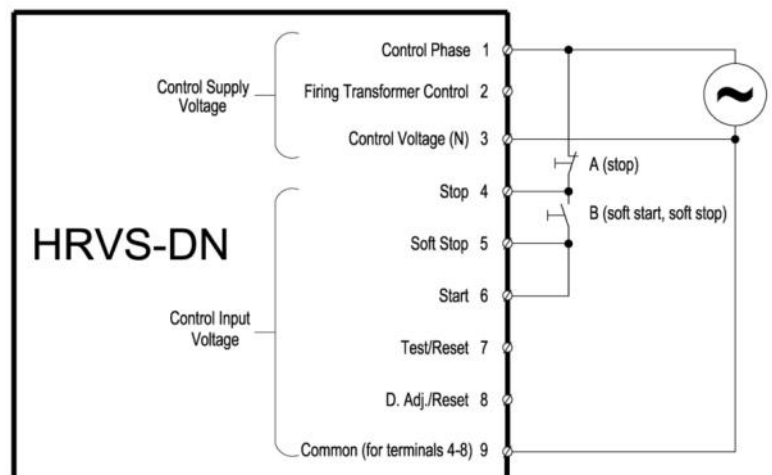 Control Phase 1
Control Supply
Voltage
Firing Transformer Control 2
Control Voltage (N) 3
A (stop)
Stop 4
B (soft start, soft stop)
HRVS-DN
Soft Stop 5
Start 6
Control Input
Voltage
Test/Reset 7
D. Adj./Reset 8
Common (for terminals 4-8) 9